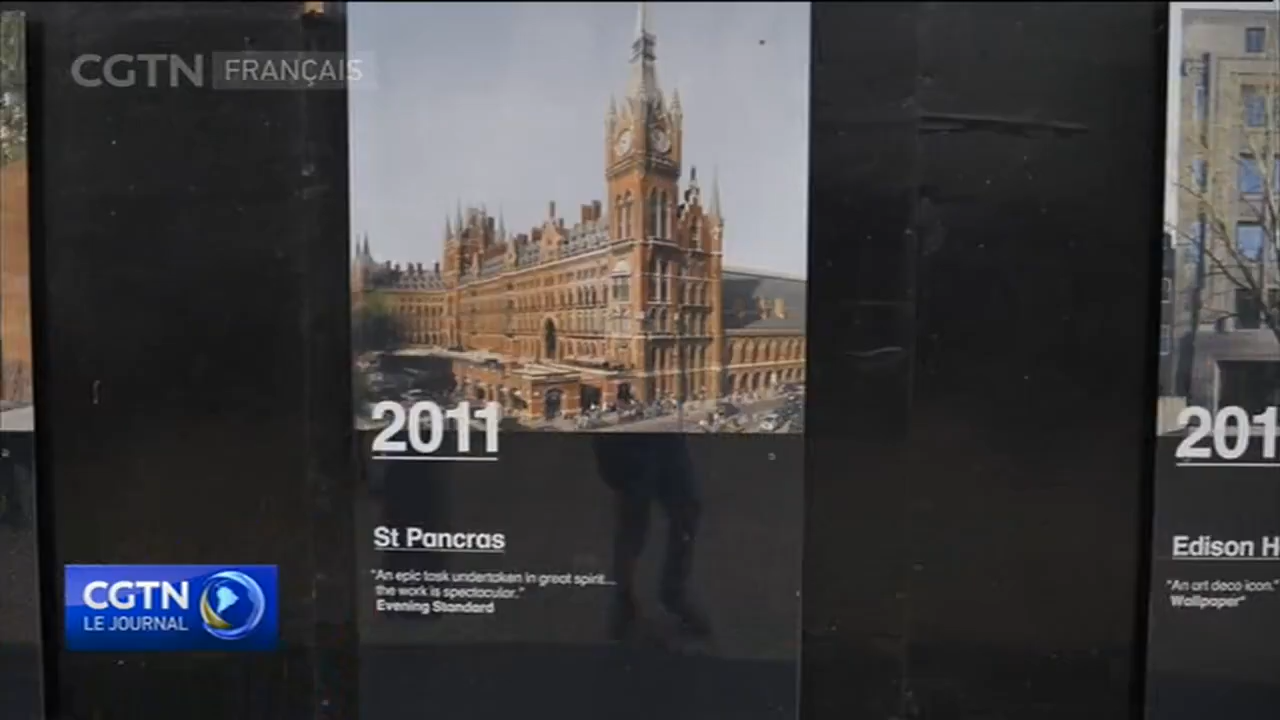 CGTN FRANÇAIS
2011
St Pancras
"An epic task undertaken in great spirit...
the work is spectacular."
Evening Standard
201
Edison H
"An art deco icon."
Wallpaper*
CGTN
LE JOURNAL